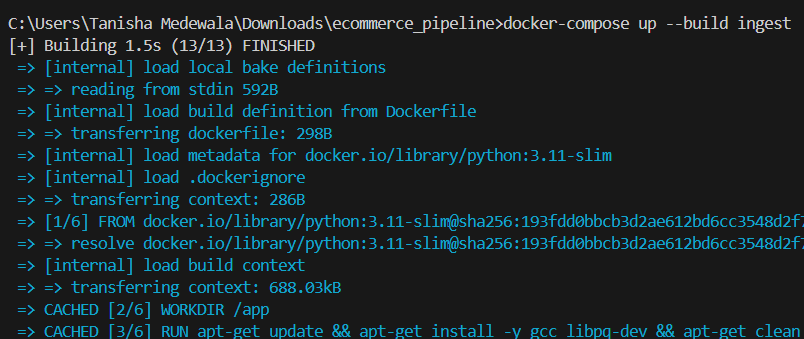 C:\Users\Tanisha Medewala\Downloads\ecommerce_pipeline>docker-compose up --build ingest
[+] Building 1.5s (13/13) FINISHED
=> [internal] load local bake definitions
=> => reading from stdin 592B
=> [internal] load build definition from Dockerfile
=> => transferring dockerfile: 298B
=> [internal] load metadata for docker.io/library/python:3.11-slim
=> [internal] load .dockerignore
=> => transferring context: 286B
=> [1/6] FROM docker.io/library/python:3.11-slim@sha256:193fdd0bbcb3d2ae612bd6cc3548d2f7
=> => resolve docker.io/library/python:3.11-slim@sha256:193fdd0bbcb3d2ae612bd6cc3548d2f7
=> [internal] load build context
=> => transferring context: 688.03kB
=> CACHED [2/6] WORKDIR /app
=> CACHED [3/6] RUN apt-get update && apt-get install -y gcc libpq-dev && apt-get clean